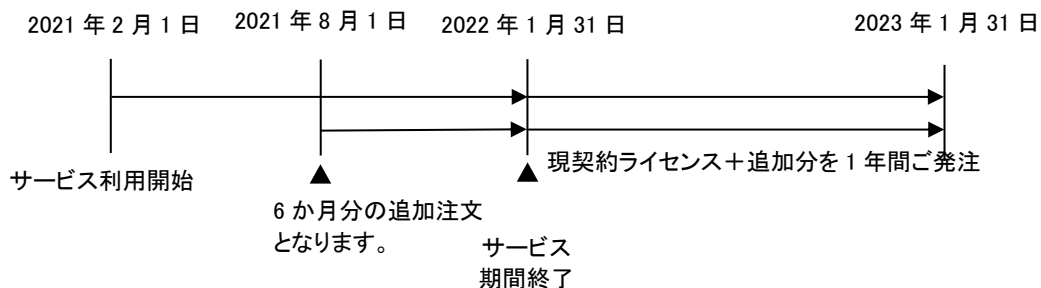 2021 年 2 月 1 日
2021 年 8 月 1 日
2022 年 1 月 31 日
2023 年 1 月 31 日
サービス利用開始
現契約ライセンス＋追加分を 1 年間ご発注
6 か月分の追加注文
となります。
サービス
期間終了